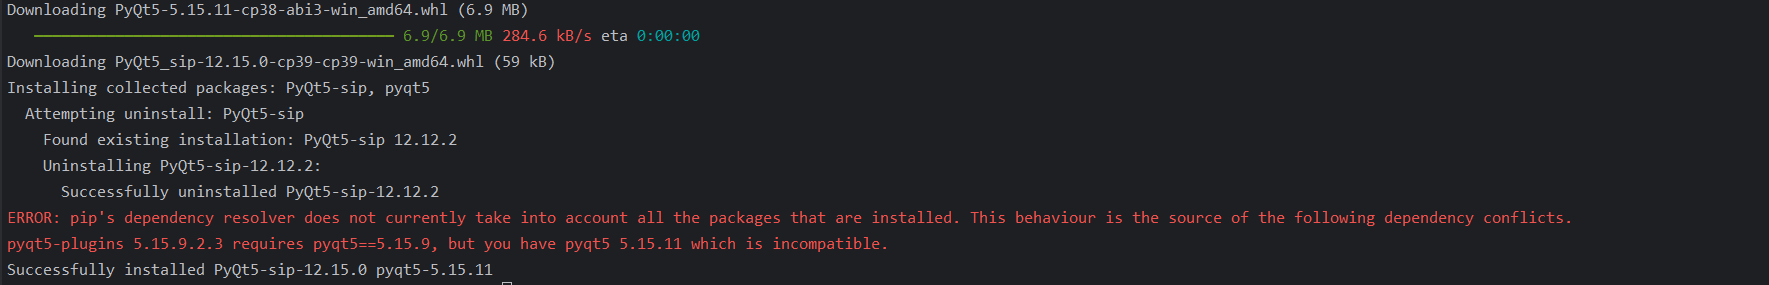 Downloading PyQt5-5.15.11-cp38-abi3-win_amd64.whl (6.9 MB)
6.9/6.9 MB 284.6 kB/s eta 0:00:00
Downloading PyQt5_sip-12.15.0-cp39-cp39-win_amd64.whl (59 kB)
Installing collected packages: PyQt5-sip, pyqt5
Attempting uninstall: PyQt5-sip
Found existing installation: PyQt5-sip 12.12.2
Uninstalling PyQt5-sip-12.12.2:
Successfully uninstalled PyQt5-sip-12.12.2
ERROR: pip's dependency resolver does not currently take into account all the packages that are installed. This behaviour is the source of the following dependency conflicts.
pyqt5-plugins 5.15.9.2.3 requires pyqt5==5.15.9, but you have pyqt5 5.15.11 which is incompatible.
Successfully installed PyQt5-sip-12.15.0 pyqt5-5.15.11